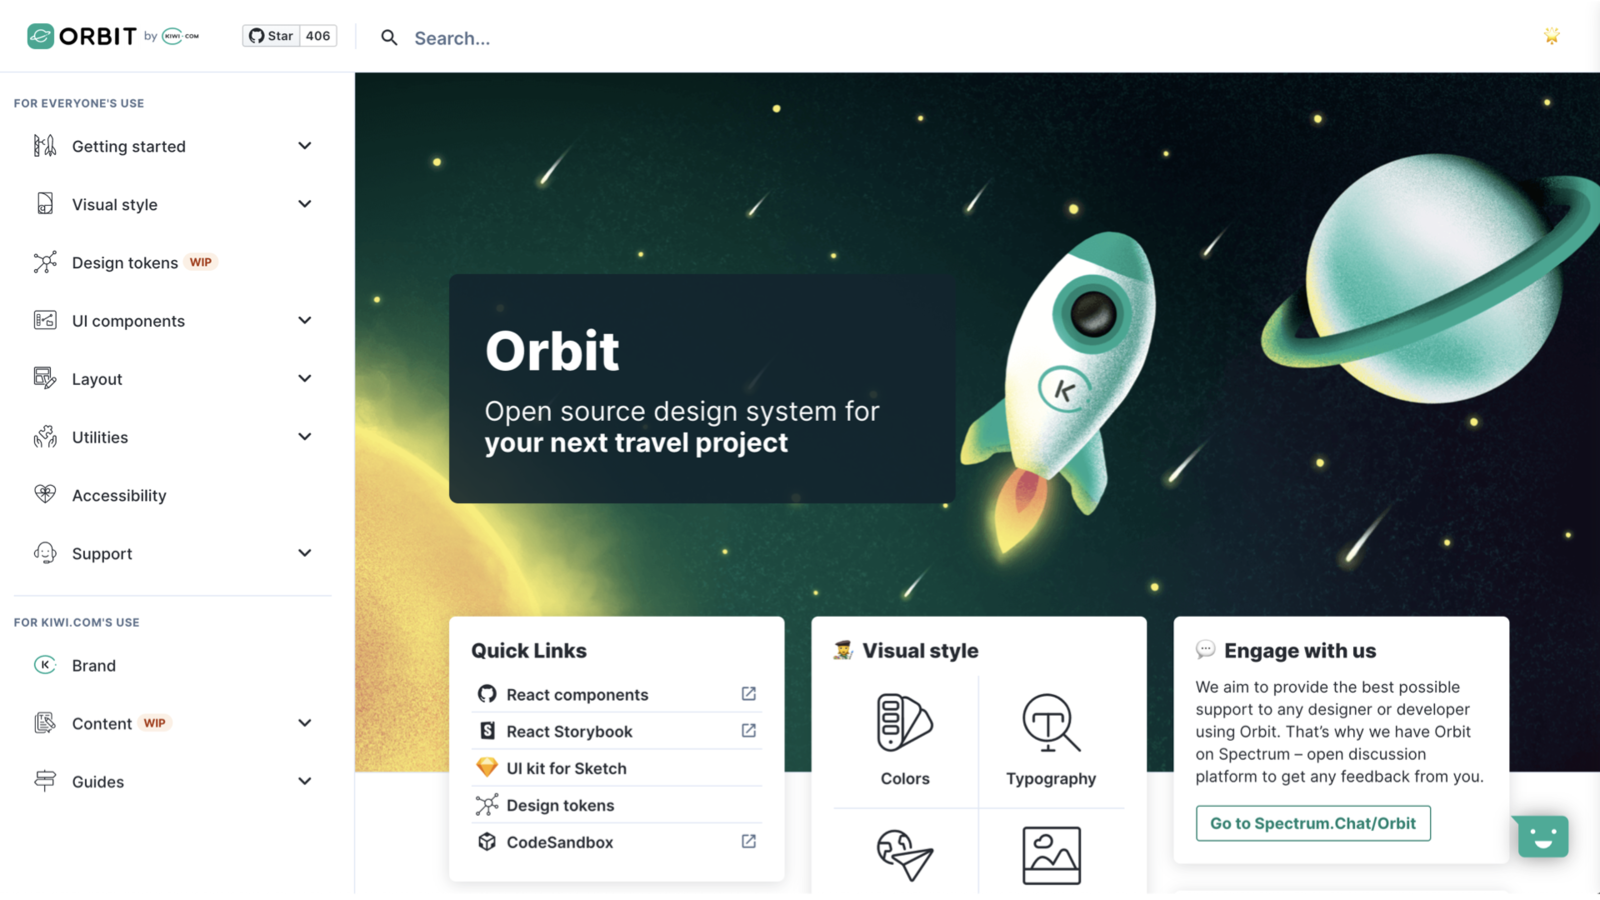 ORBIT by KIWI.COM
Star 406
Search...
FOR EVERYONE'S USE
Getting started
Visual style
Design tokens WIP
UI components
Layout
Utilities
Accessibility
Support
FOR KIWI.COM'S USE
Brand
Content WIP
Guides
Orbit
Open source design system for
your next travel project
K
Quick Links
React components
React Storybook
UI kit for Sketch
Design tokens
CodeSandbox
Visual style
Colors
Typography
Engage with us
We aim to provide the best possible
support to any designer or developer
using Orbit. That’s why we have Orbit
on Spectrum – open discussion
platform to get any feedback from you.
Go to Spectrum.Chat/Orbit